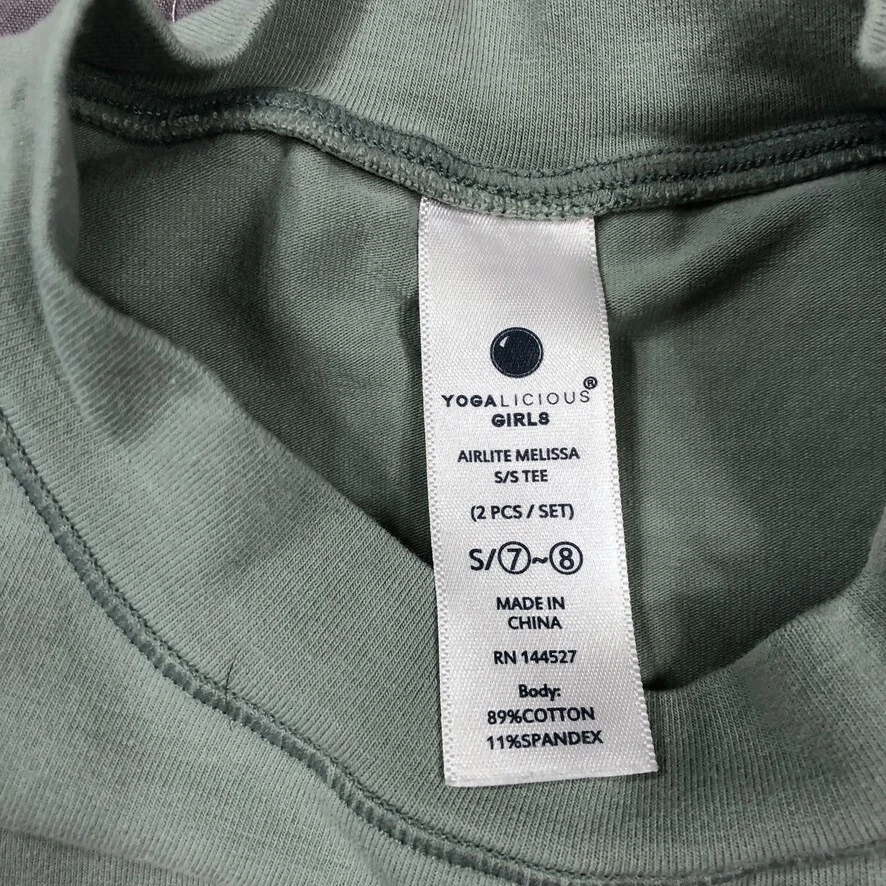 YOGALICIOUS®
GIRLS
AIRLITE MELISSA
S/S TEE
(2 PCS / SET)
S/⑦~⑧
MADE IN
CHINA
RN 144527
Body:
89%COTTON
11%SPANDEX